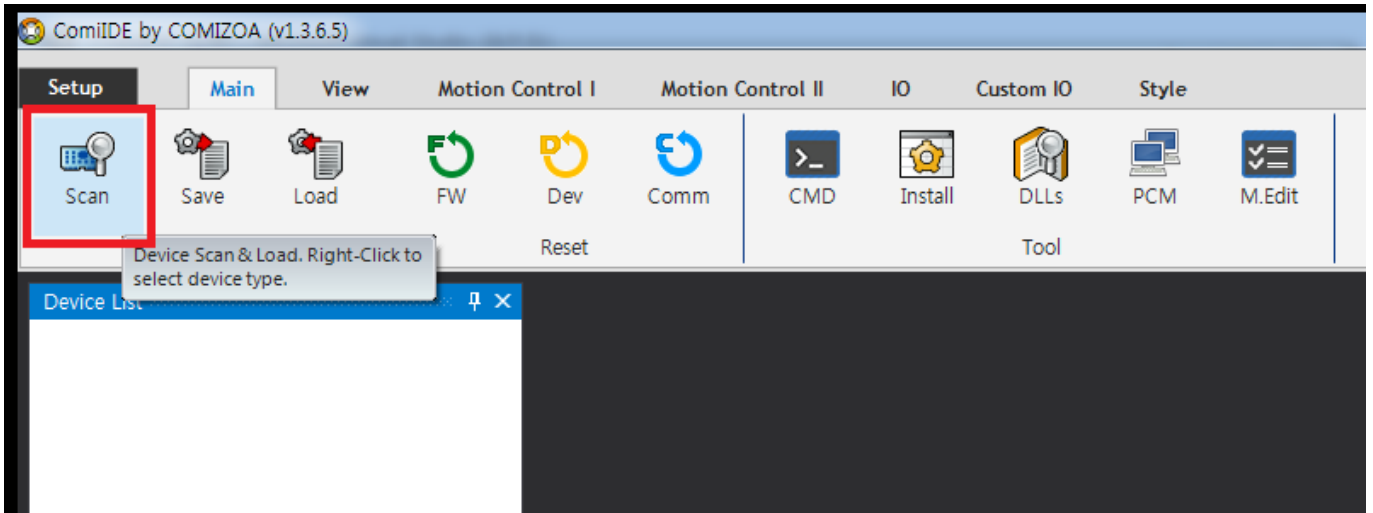 ComiIDE by COMIZOA (v1.3.6.5)
Setup Main View Motion Control I Motion Control II IO Custom IO Style
Scan Save Load FW Dev Comm CMD Install DLLs PCM M.Edit
Reset Tool
Device Scan & Load. Right-Click to
select device type.
Device List